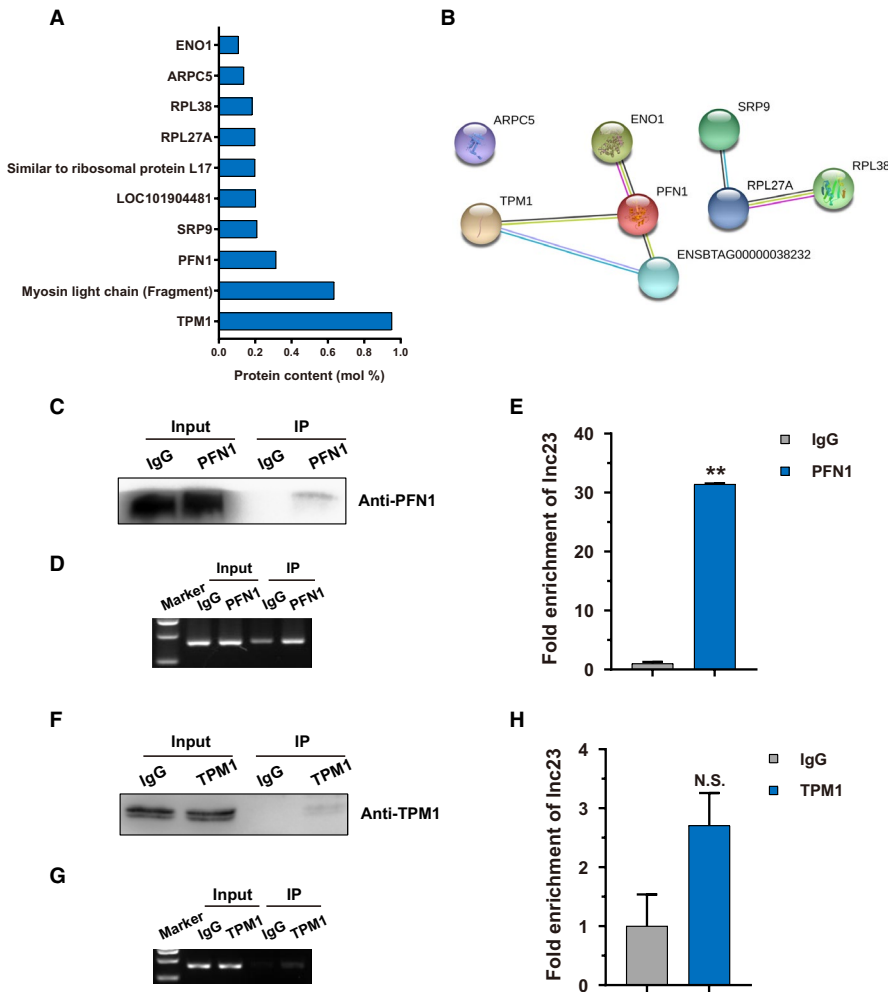 A
ENO1
ARPC5
RPL38
RPL27A
Similar to ribosomal protein L17
LOC101904481
SRP9
PFN1
Myosin light chain (Fragment)
TPM1
0.0 0.2 0.4 0.6 0.8 1.0
Protein content (mol %)
B
ARPC5
ENO1
SRP9
RPL38
TPM1
PFN1
RPL27A
ENSBTAG00000038232
C
Input IP
IgG PFN1 IgG PFN1
Anti-PFN1
D
Input IP
Marker IgG PFN1 IgG PFN1
E
Fold enrichment of lnc23
40
30
20
10
0
**
IgG
PFN1
F
Input IP
IgG TPM1 IgG TPM1
Anti-TPM1
G
Input IP
Marker IgG TPM1 IgG TPM1
H
Fold enrichment of lnc23
4
3
2
1
0
N.S.
IgG
TPM1